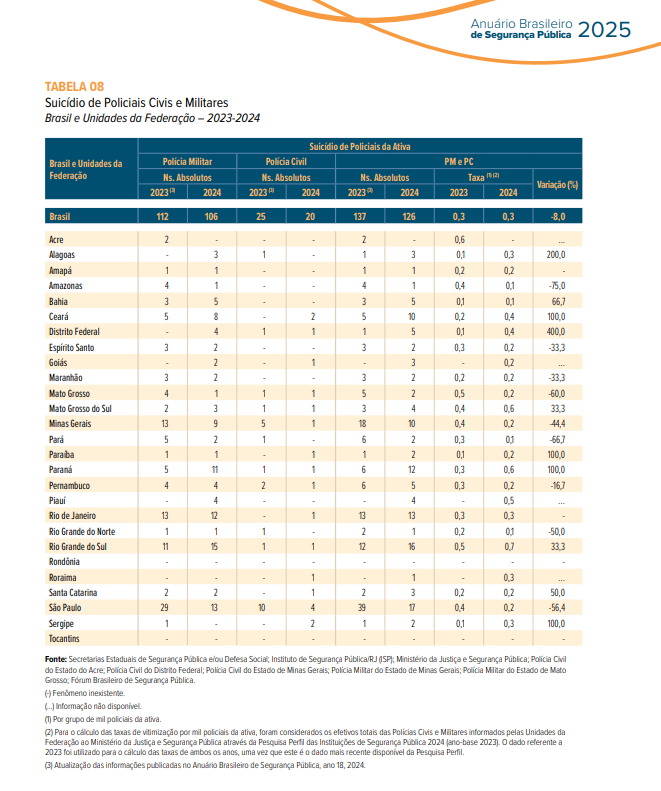 Anuário Brasileiro
de Segurança Pública 2025
TABELA 08
Suicídio de Policiais Civis e Militares
Brasil e Unidades da Federação – 2023-2024
Brasil e Unidades da Federação
Suicídio de Policiais da Ativa
Polícia Militar Polícia Civil PM e PC
Ns. Absolutos Ns. Absolutos Ns. Absolutos Taxa (1) (2) Variação (%)
2023 (3) 2024 2023 (3) 2024 2023 (3) 2024 2023 2024
Brasil 112 106 25 20 137 126 0,3 0,3 -8,0
Acre 2 - - - 2 - 0,6 - ...
Alagoas - 3 1 - 1 3 0,1 0,3 200,0
Amapá 1 1 - - 1 1 0,2 0,2 -
Amazonas 4 1 - - 4 1 0,4 0,1 -75,0
Bahia 3 5 - - 3 5 0,1 0,1 66,7
Ceará 5 8 - 2 5 10 0,2 0,4 100,0
Distrito Federal - 4 1 1 1 5 0,1 0,4 400,0
Espírito Santo 3 2 - - 3 2 0,3 0,2 -33,3
Goiás - 2 - 1 - 3 - 0,2 ...
Maranhão 3 2 - - 3 2 0,2 0,2 -33,3
Mato Grosso 4 1 1 1 5 2 0,5 0,2 -60,0
Mato Grosso do Sul 2 3 1 1 3 4 0,4 0,6 33,3
Minas Gerais 13 9 5 1 18 10 0,4 0,2 -44,4
Pará 5 2 1 - 6 2 0,3 0,1 -66,7
Paraíba 1 1 - 1 1 2 0,1 0,2 100,0
Paraná 5 11 1 1 6 12 0,3 0,6 100,0
Pernambuco 4 4 2 1 6 5 0,3 0,2 -16,7
Piauí - 4 - - - 4 - 0,5 ...
Rio de Janeiro 13 12 - 1 13 13 0,3 0,3 -
Rio Grande do Norte 1 1 1 - 2 1 0,2 0,1 -50,0
Rio Grande do Sul 11 15 1 1 12 16 0,5 0,7 33,3
Rondônia - - - - - - - - -
Roraima - - - 1 - 1 - 0,3 ...
Santa Catarina 2 2 - 1 2 3 0,2 0,2 50,0
São Paulo 29 13 10 4 39 17 0,4 0,2 -56,4
Sergipe 1 - - 2 1 2 0,1 0,3 100,0
Tocantins - - - - - - - - -
Fonte: Secretarias Estaduais de Segurança Pública e/ou Defesa Social; Instituto de Segurança Pública/RJ (ISP); Ministério da Justiça e Segurança Pública; Polícia Civil
do Estado do Acre; Polícia Civil do Distrito Federal; Polícia Civil do Estado de Minas Gerais; Polícia Militar do Estado de Minas Gerais; Polícia Militar do Estado de Mato
Grosso; Fórum Brasileiro de Segurança Pública.
(-) Fenômeno inexistente.
(...) Informação não disponível.
(1) Por grupo de mil policiais da ativa.
(2) Para o cálculo das taxas de vitimização por mil policiais da ativa, foram considerados os efetivos totais das Polícias Civis e Militares informados pelas Unidades da
Federação ao Ministério da Justiça e Segurança Pública através da Pesquisa Perfil das Instituições de Segurança Pública 2024 (ano-base 2023). O dado referente a
2023 foi utilizado para o cálculo das taxas de ambos os anos, uma vez que este é o dado mais recente disponível da Pesquisa Perfil.
(3) Atualização das informações publicadas no Anuário Brasileiro de Segurança Pública, ano 18, 2024.